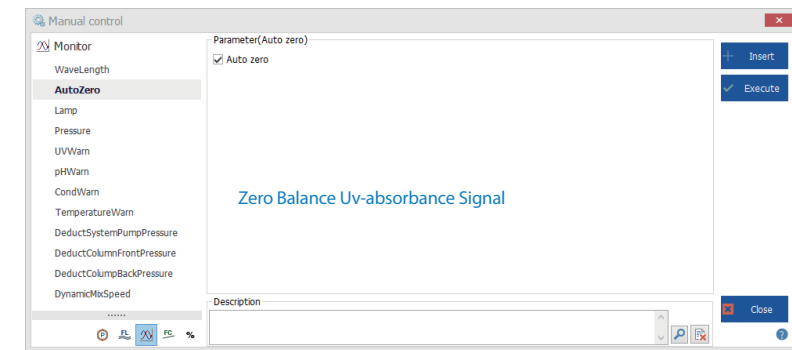 Manual control
Monitor
WaveLength
AutoZero
Lamp
Pressure
UVWarn
pHWarn
CondWarn
TemperatureWarn
DeductSystemPumpPressure
DeductColumnFrontPressure
DeductColumpBackPressure
DynamicMixSpeed
......
P
FL
FC
%
Parameter(Auto zero)
Auto zero
Zero Balance Uv-absorbance Signal
Description
Insert
Execute
Close
?